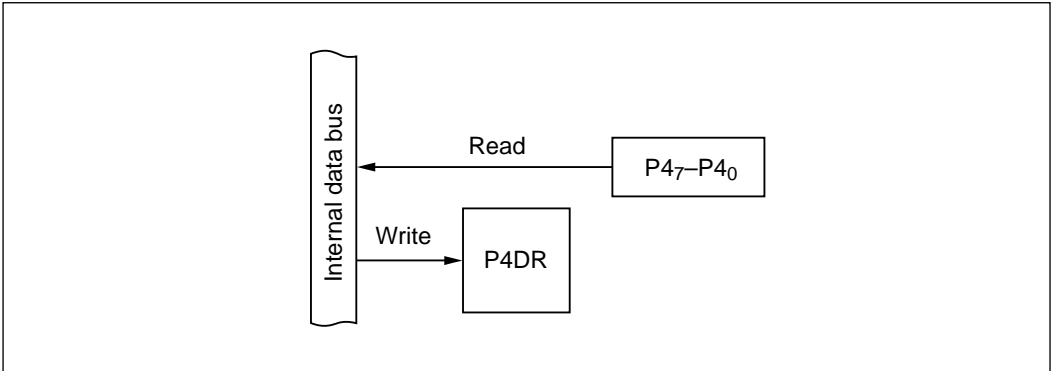 Internal data bus
Read
P4₇–P4₀
Write
P4DR